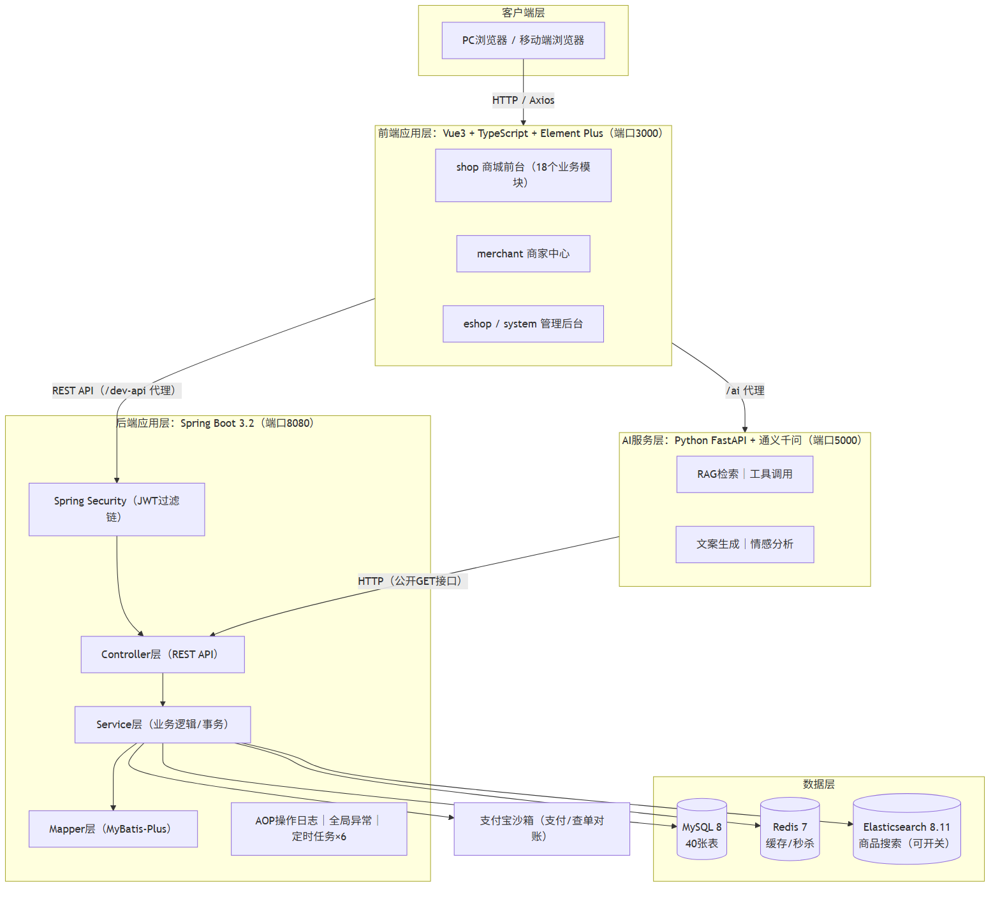 客户端层
PC浏览器 / 移动端浏览器
HTTP / Axios
前端应用层：Vue3 + TypeScript + Element Plus（端口3000）
shop 商城前台（18个业务模
块）
merchant 商家中心
eshop / system 管理后台
REST API（/dev-api 代理）
/ai 代理
后端应用层：Spring Boot 3.2（端口8080）
AI服务层：Python FastAPI + 通义千问（端口5000）
RAG检索｜工具调用
Spring Security（JWT过滤
链）
文案生成｜情感分析
HTTP（公开GET接口）
Controller层（REST API）
Service层（业务逻辑/事务）
数据层
Mapper层（MyBatis-Plus）
AOP操作日志｜全局异常｜
定时任务×6
支付宝沙箱（支付/查单对
账）
MySQL 8
40张表
Redis 7
缓存/秒杀
Elasticsearch 8.11
商品搜索（可开关）